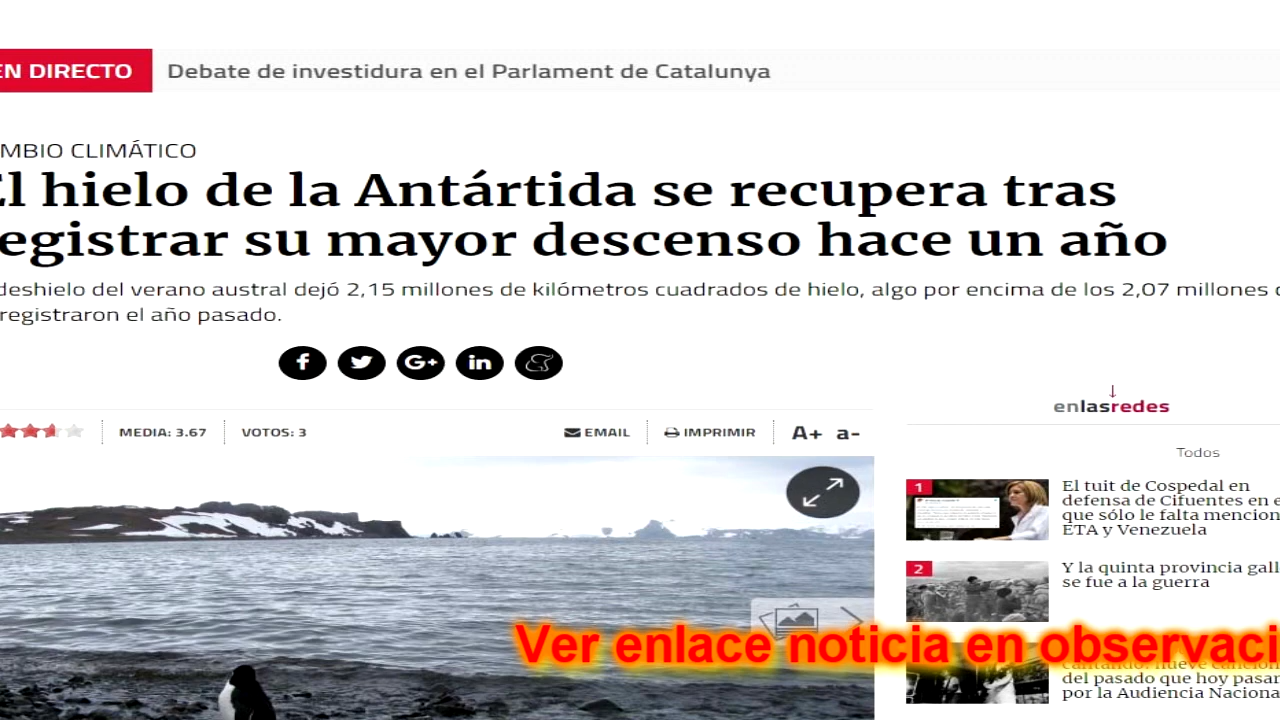 EN DIRECTO Debate de investidura en el Parlament de Catalunya
MBIO CLIMÁTICO
El hielo de la Antártida se recupera tras
egistrar su mayor descenso hace un año
deshielo del verano austral dejó 2,15 millones de kilómetros cuadrados de hielo, algo por encima de los 2,07 millones
registraron el año pasado.
MEDIA: 3.67 VOTOS: 3 EMAIL IMPRIMIR A+ a-
enlasredes
Todos
1
El tuit de Cospedal en
defensa de Cifuentes en e
que sólo le falta mencion
ETA y Venezuela
2
Y la quinta provincia gall
se fue a la guerra
Ver enlace noticia en observaci
del pasado que hoy pasar
por la Audiencia Naciona